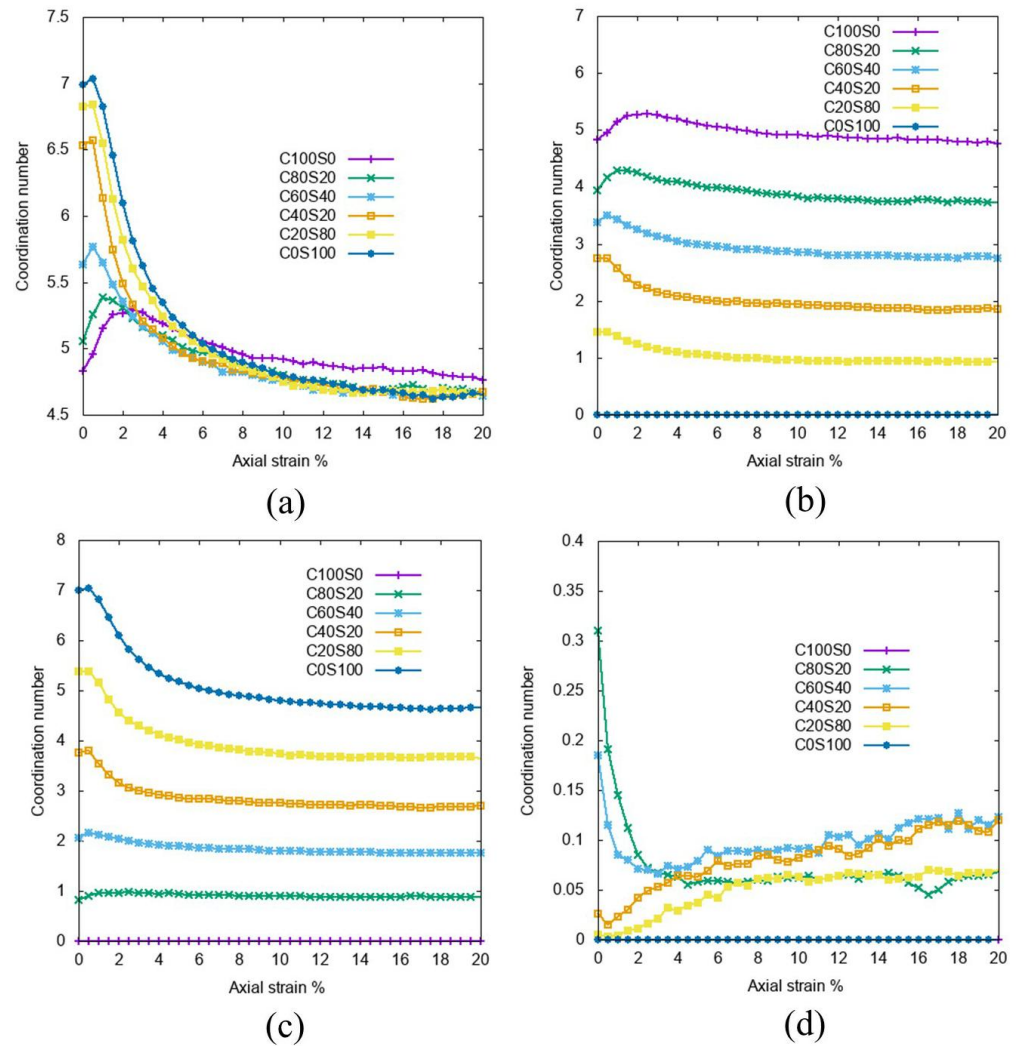 7.5
7
6.5
6
5.5
5
4.5
Coordination number
C100S0
C80S20
C60S40
C40S20
C20S80
C0S100
0 2 4 6 8 10 12 14 16 18 20
Axial strain %
(a)
7
6
5
4
3
2
1
0
Coordination number
C100S0
C80S20
C60S40
C40S20
C20S80
C0S100
0 2 4 6 8 10 12 14 16 18 20
Axial strain %
(b)
8
7
6
5
4
3
2
1
0
Coordination number
C100S0
C80S20
C60S40
C40S20
C20S80
C0S100
0 2 4 6 8 10 12 14 16 18 20
Axial strain %
(c)
0.4
0.35
0.3
0.25
0.2
0.15
0.1
0.05
0
Coordination number
C100S0
C80S20
C60S40
C40S20
C20S80
C0S100
0 2 4 6 8 10 12 14 16 18 20
Axial strain %
(d)